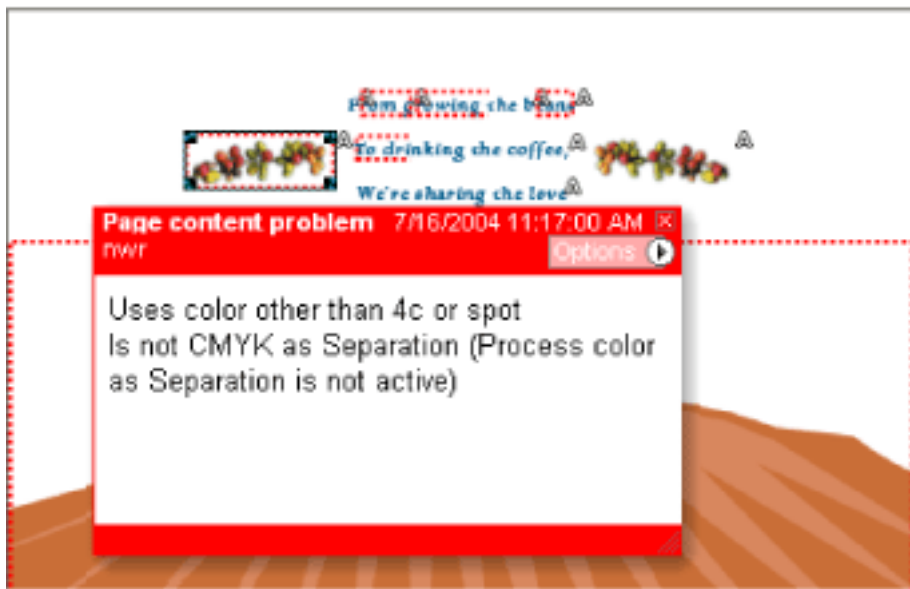 From growing the beans
To drinking the coffee,
We're sharing the love
Page content problem 7/16/2004 11:17:00 AM
nwr
Options
Uses color other than 4c or spot
Is not CMYK as Separation (Process color
as Separation is not active)